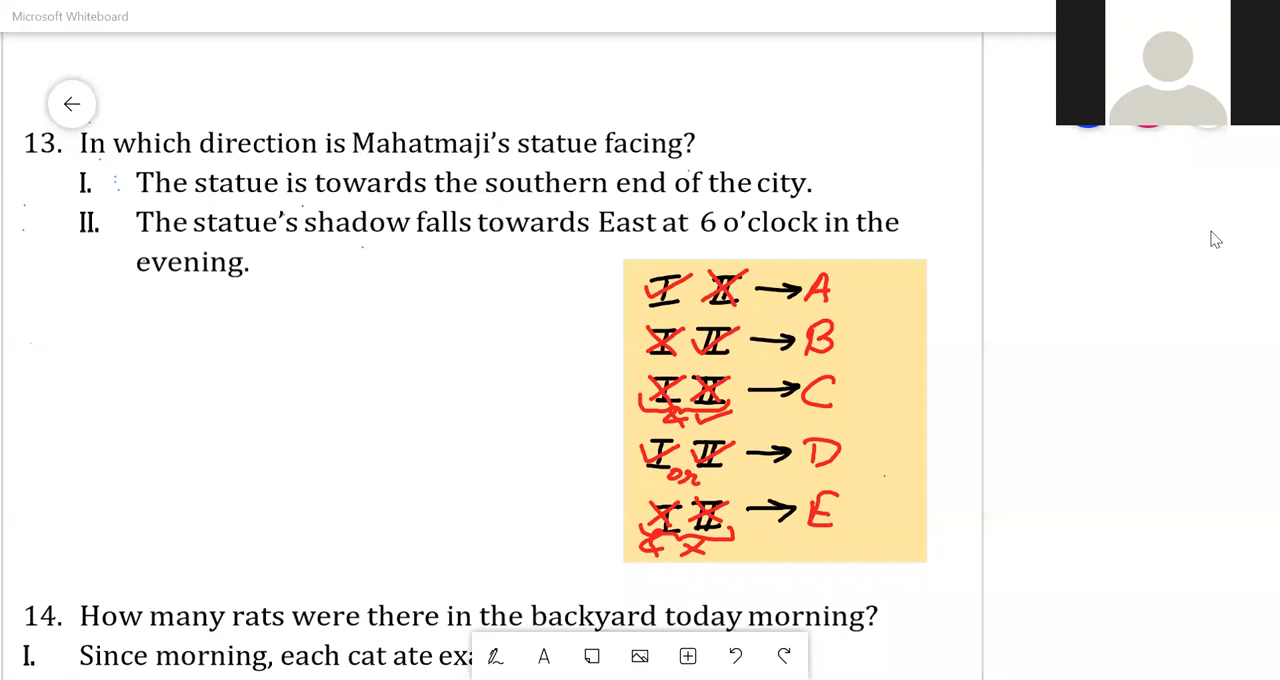 Microsoft Whiteboard
13. In which direction is Mahatmaji’s statue facing?
I. The statue is towards the southern end of the city.
II. The statue’s shadow falls towards East at 6 o’clock in the
evening.
I II → A
I II → B
I II → C
&
I II → D
or
I II → E
&
14. How many rats were there in the backyard today morning?
I. Since morning, each cat ate exa
A